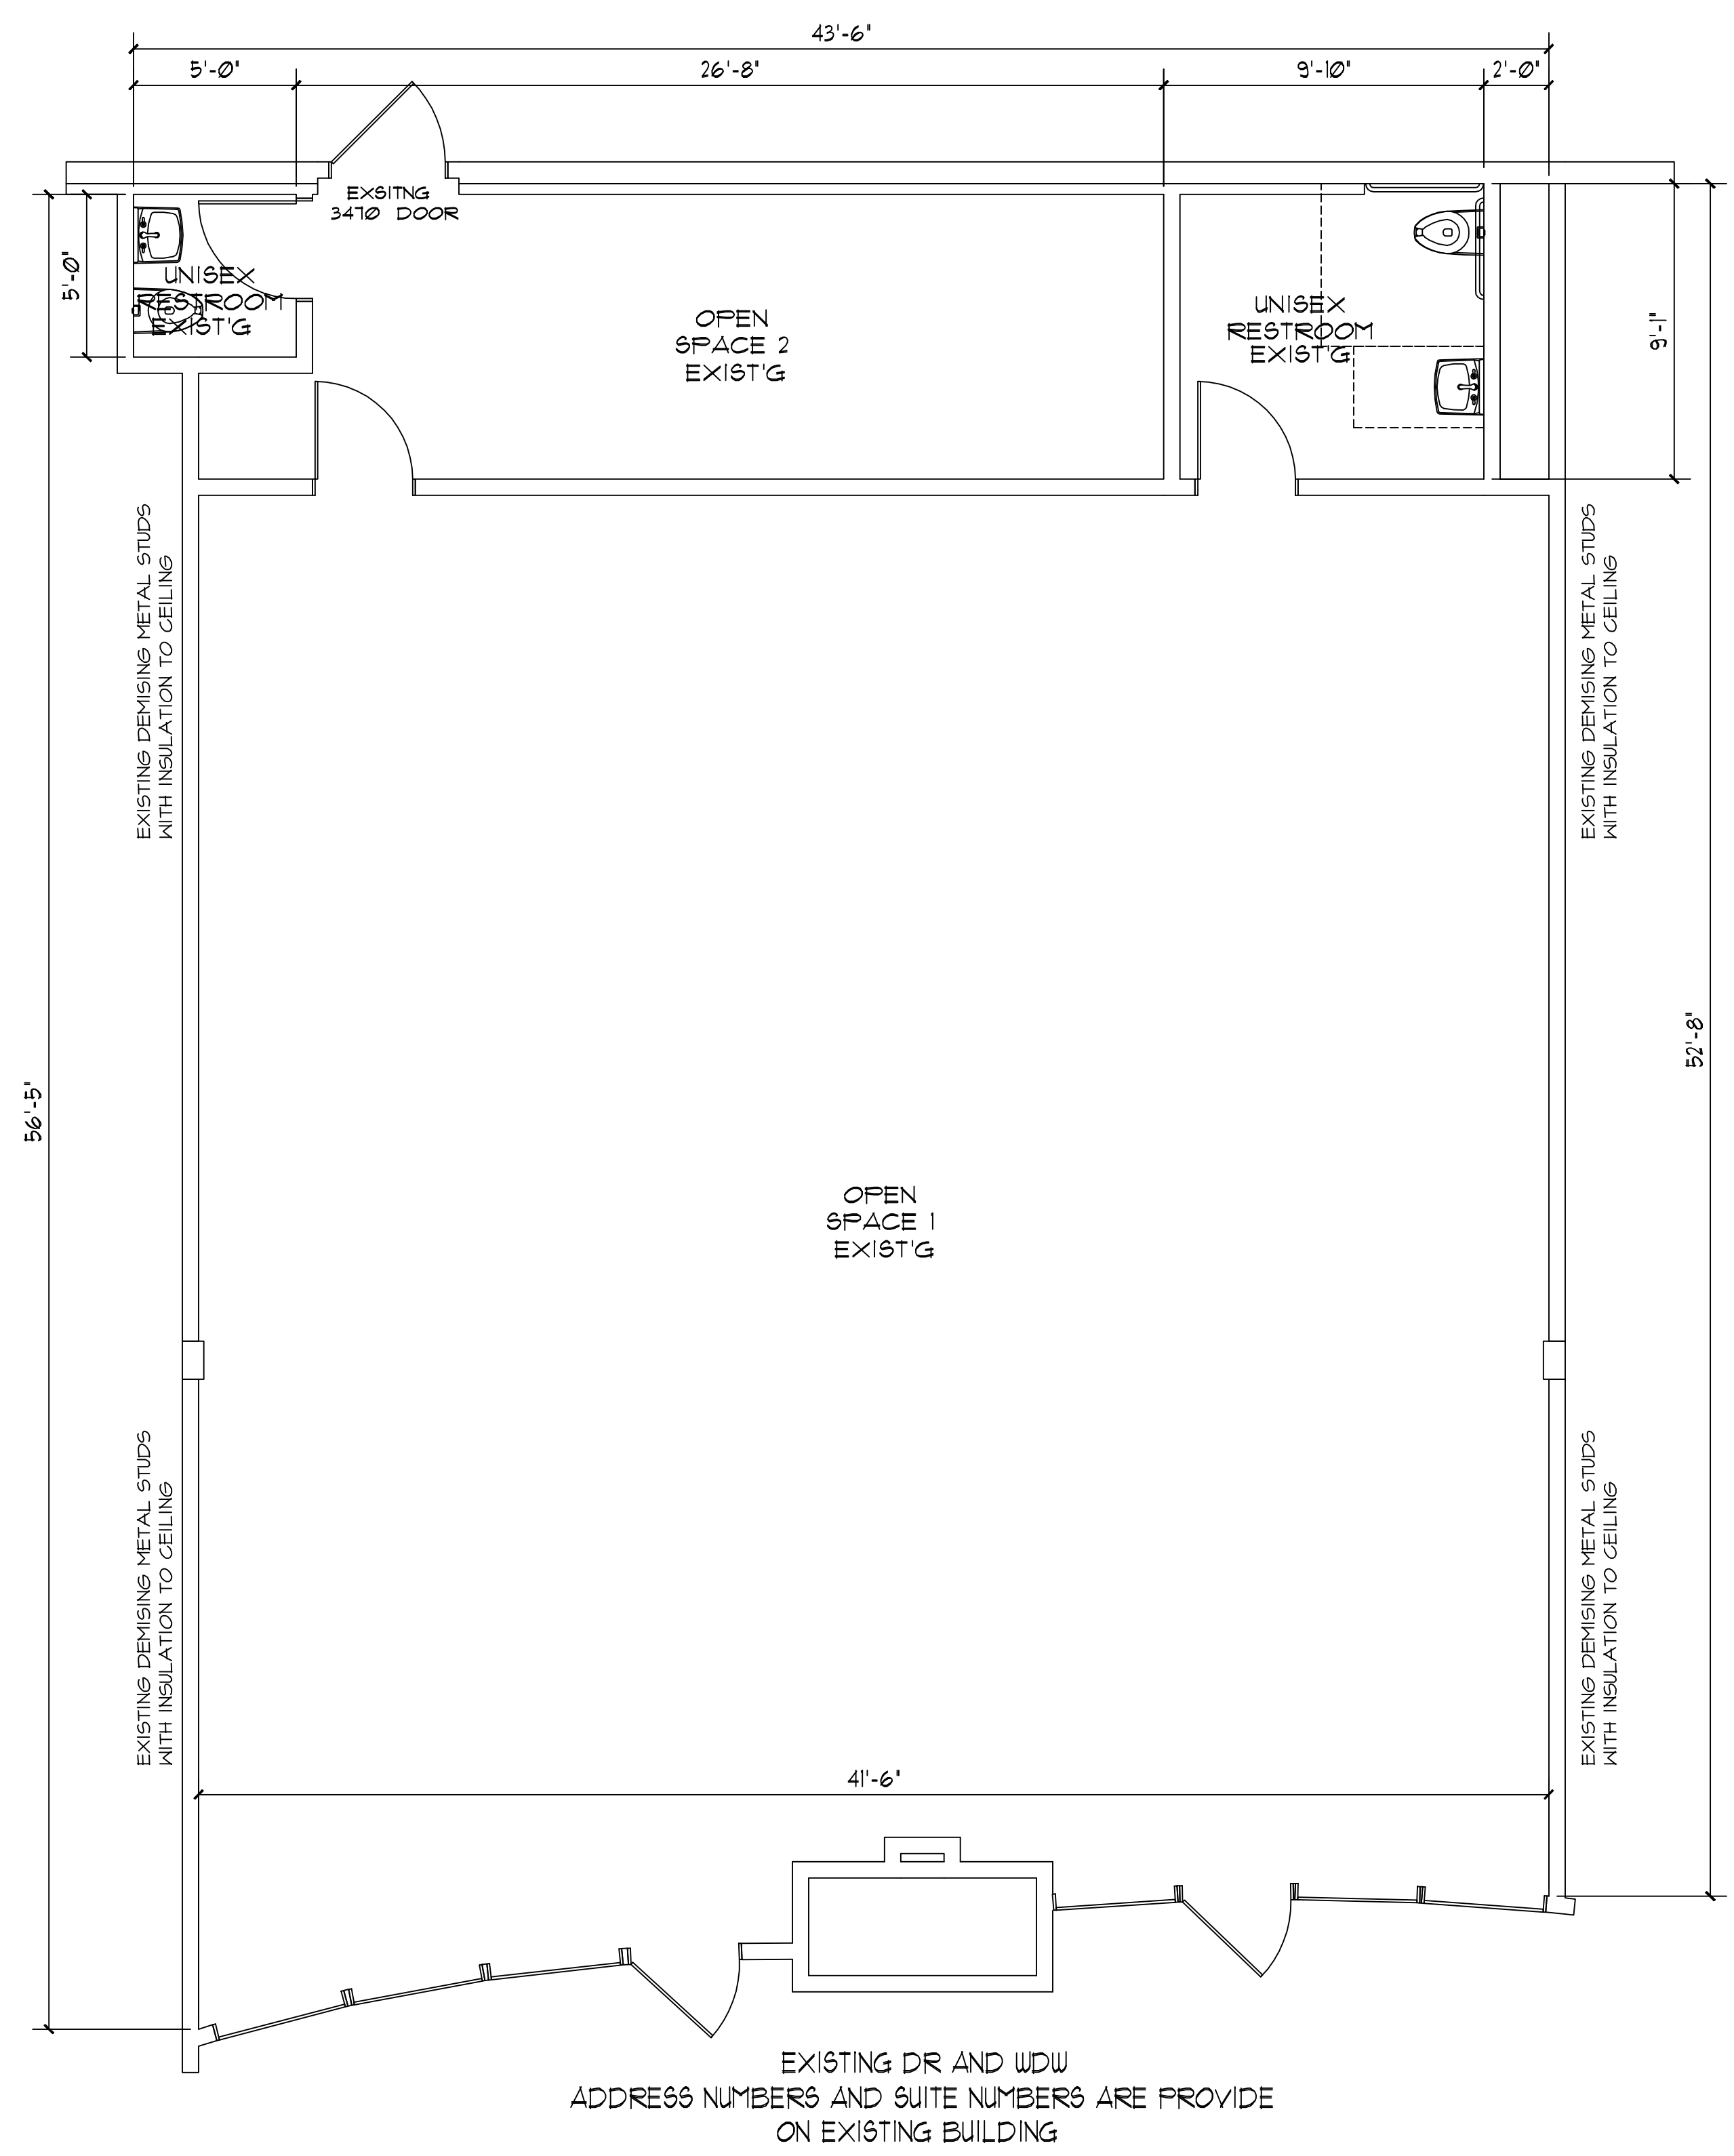 43'-6"
5'-0"
26'-8"
9'-10"
2'-0"
EXSITNG
3470 DOOR
5'-0"
UNISEX
RESTROOM
EXIST'G
OPEN
SPACE 2
EXIST'G
UNISEX
RESTROOM
EXIST'G
9'-1"
EXISTING DEMISING METAL STUDS
WITH INSULATION TO CEILING
EXISTING DEMISING METAL STUDS
WITH INSULATION TO CEILING
56'-5"
52'-8"
OPEN
SPACE 1
EXIST'G
EXISTING DEMISING METAL STUDS
WITH INSULATION TO CEILING
EXISTING DEMISING METAL STUDS
WITH INSULATION TO CEILING
41'-6"
EXISTING DR AND WDW
ADDRESS NUMBERS AND SUITE NUMBERS ARE PROVIDE
ON EXISTING BUILDING